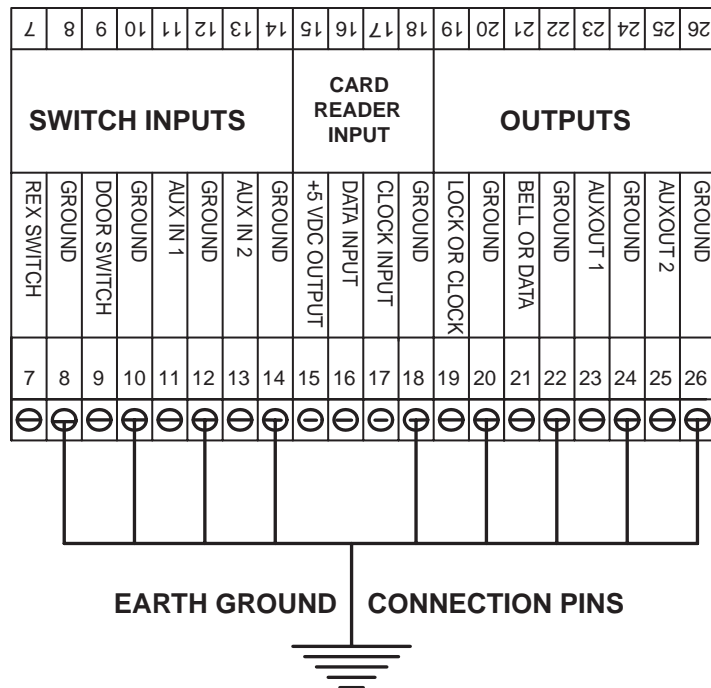 7 8 9 10 11 12 13 14 15 16 17 18 19 20 21 22 23 24 25 26
SWITCH INPUTS
CARD
READER
INPUT
OUTPUTS
REX SWITCH
GROUND
DOOR SWITCH
GROUND
AUX IN 1
GROUND
AUX IN 2
GROUND
+5 VDC OUTPUT
DATA INPUT
CLOCK INPUT
GROUND
LOCK OR CLOCK
GROUND
BELL OR DATA
GROUND
AUXOUT 1
GROUND
AUXOUT 2
GROUND
7 8 9 10 11 12 13 14 15 16 17 18 19 20 21 22 23 24 25 26
EARTH GROUND CONNECTION PINS